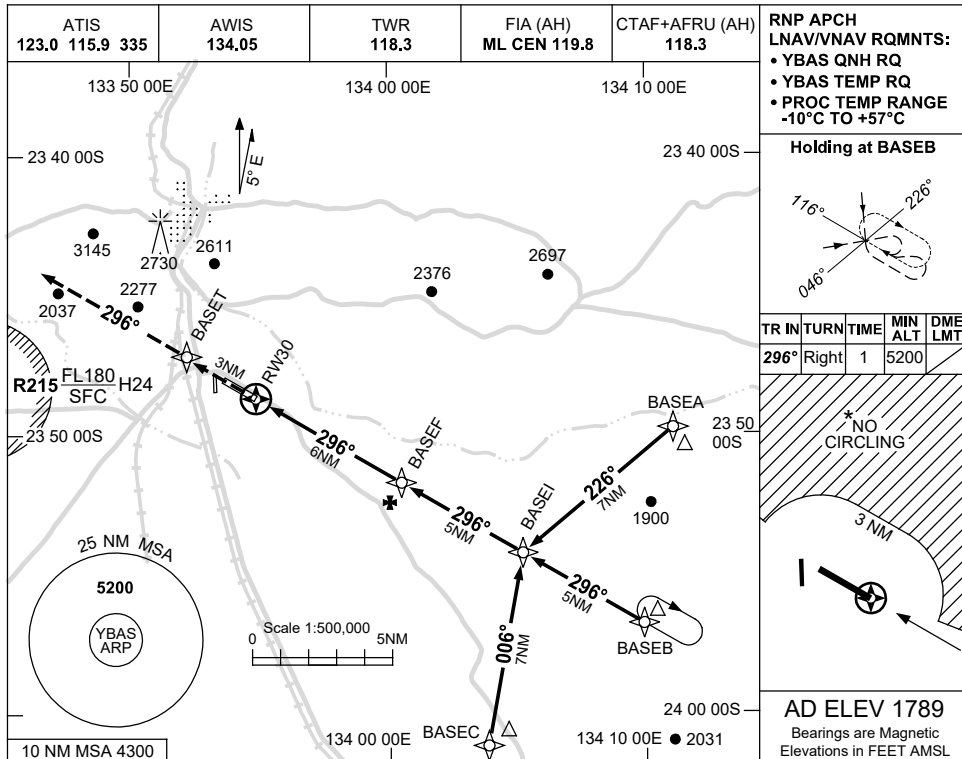 ATIS
123.0 115.9 335
AWIS
134.05
TWR
118.3
FIA (AH)
ML CEN 119.8
CTAF+AFRU (AH)
118.3
RNP APCH
LNAV/VNAV RQMNTS:
• YBAS QNH RQ
• YBAS TEMP RQ
• PROC TEMP RANGE
-10°C TO +57°C
133 50 00E
134 00 00E
134 10 00E
23 40 00S
23 40 00S
5° E
3145
2730
2611
2376
2697
2037
2277
296°
BASET
3NM
RW30
R215 FL180 H24
SFC
23 50 00S
23 50
00S
296°
6NM
BASEF
BASEA
226°
7NM
1900
BASEI
296°
5NM
296°
5NM
BASEB
006°
7NM
BASEC
25 NM MSA
5200
YBAS
ARP
Scale 1:500,000
0
5NM
10 NM MSA 4300
134 00 00E
134 10 00E
24 00 00S
2031
Holding at BASEB
116°
226°
046°
TR IN TURN TIME MIN ALT DME LMT
296° Right 1 5200
*NO
CIRCLING
3 NM
AD ELEV 1789
Bearings are Magnetic
Elevations in FEET AMSL